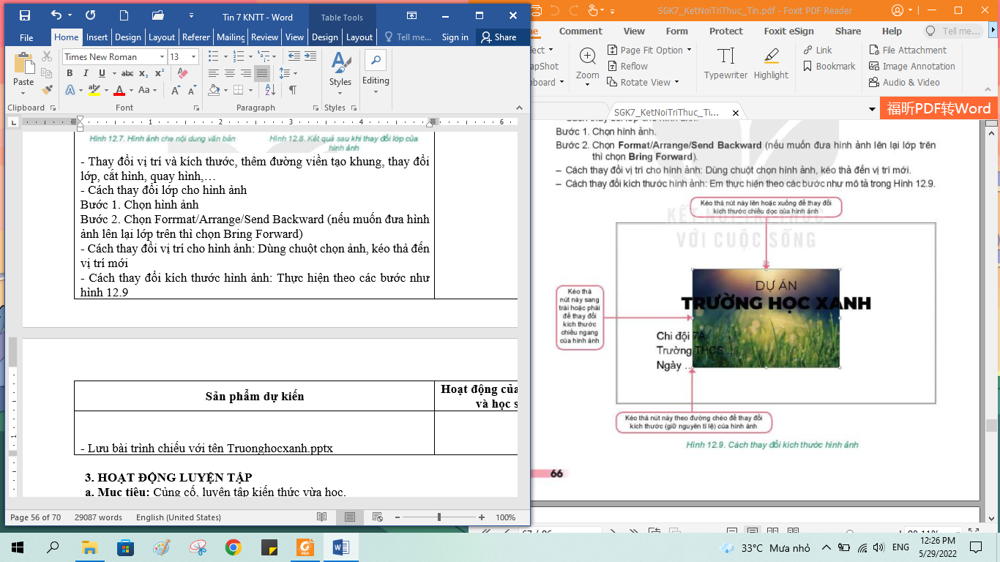 Tin 7 KNTT - Word
Table Tools
File
Home
Insert
Design
Layout
Referer
Mailing
Review
View
Design
Layout
Tell me...
Sign in
Share
Times New Roman
13
Paste
Styles
Editing
Clipboard
Font
Paragraph
Styles
Hình 12.7. Hình ảnh che nội dung văn bản
Hình 12.8. Kết quả sau khi thay đổi lớp của
hình ảnh
- Thay đổi vị trí và kích thước, thêm đường viền tạo khung, thay đổi
lớp, cắt hình, quay hình,…
- Cách thay đổi lớp cho hình ảnh
Bước 1. Chọn hình ảnh
Bước 2. Chọn Forrmat/Arrange/Send Backward (nếu muốn đưa hình
ảnh lên lại lớp trên thì chọn Bring Forward)
- Cách thay đổi vị trí cho hình ảnh: Dùng chuột chọn ảnh, kéo thả đến
vị trí mới
- Cách thay đổi kích thước hình ảnh: Thực hiện theo các bước như
hình 12.9
Sản phẩm dự kiến
Hoạt động của
và học s
- Lưu bài trình chiếu với tên Truonghocxanh.pptx
3. HOẠT ĐỘNG LUYỆN TẬP
a. Mục tiêu: Củng cố, luyện tập kiến thức vừa học.
Page 56 of 70
29087 words
English (United States)
100%
SGK7_KetNoiTriThuc_Tin.pdf - Foxit PDF Reader
Comment
View
Form
Protect
Foxit eSign
Share
Help
Tell me...
Zoom
Page Fit Option
Reflow
Rotate View
Typewriter
Highlight
Link
Bookmark
File Attachment
Image Annotation
Audio & Video
SGK7_KetNoiTriThuc_Ti...
福昕PDF转Word
Bước 1. Chọn hình ảnh.
Bước 2. Chọn Format/Arrange/Send Backward (nếu muốn đưa hình ảnh lên lại lớp trên
thì chọn Bring Forward).
– Cách thay đổi vị trí cho hình ảnh: Dùng chuột chọn hình ảnh, kéo thả đến vị trí mới.
– Cách thay đổi kích thước hình ảnh: Em thực hiện theo các bước như mô tả trong Hình 12.9.
Kéo thả nút này lên hoặc xuống để thay đổi
kích thước chiều dọc của hình ảnh
KẾT NỐI TRI THỨC
VỚI CUỘC SỐNG
DỰ ÁN
TRƯỜNG HỌC XANH
Chi đội 7A
Trường THCS ...
Ngày ...
Kéo thả
nút này sang
trái hoặc phải
để thay đổi
kích thước
chiều ngang
của hình ảnh
Kéo thả nút này theo đường chéo để thay đổi
kích thước (giữ nguyên tỉ lệ) của hình ảnh
Hình 12.9. Cách thay đổi kích thước hình ảnh
66
33°C Mưa nhỏ
ENG
12:26 PM
5/29/2022